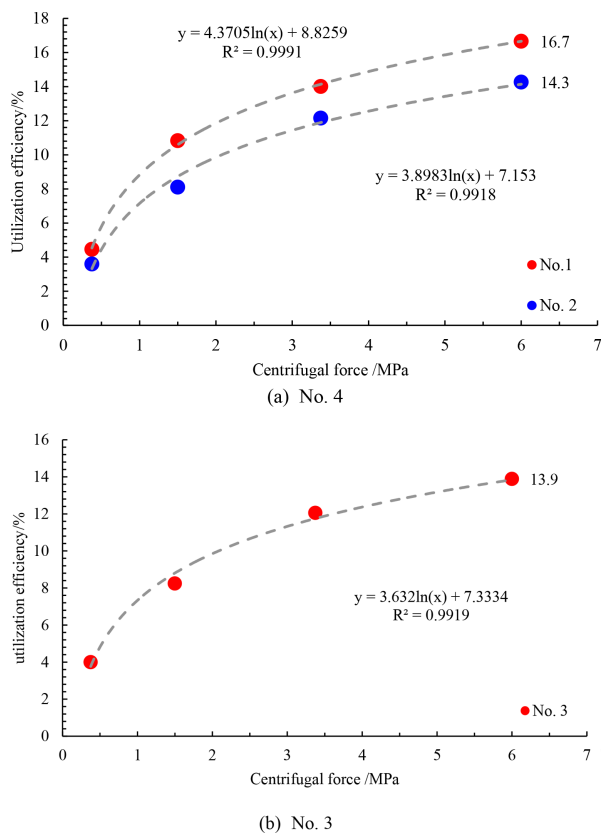 18
16
14
12
10
8
6
4
2
0
Utilization efficiency/%
y = 4.3705ln(x) + 8.8259
R² = 0.9991
16.7
14.3
y = 3.8983ln(x) + 7.153
R² = 0.9918
No.1
No. 2
0 1 2 3 4 5 6 7
Centrifugal force /MPa
(a) No. 4
16
14
12
10
8
6
4
2
0
utilization efficiency/%
13.9
y = 3.632ln(x) + 7.3334
R² = 0.9919
No. 3
0 1 2 3 4 5 6 7
Centrifugal force /MPa
(b) No. 3